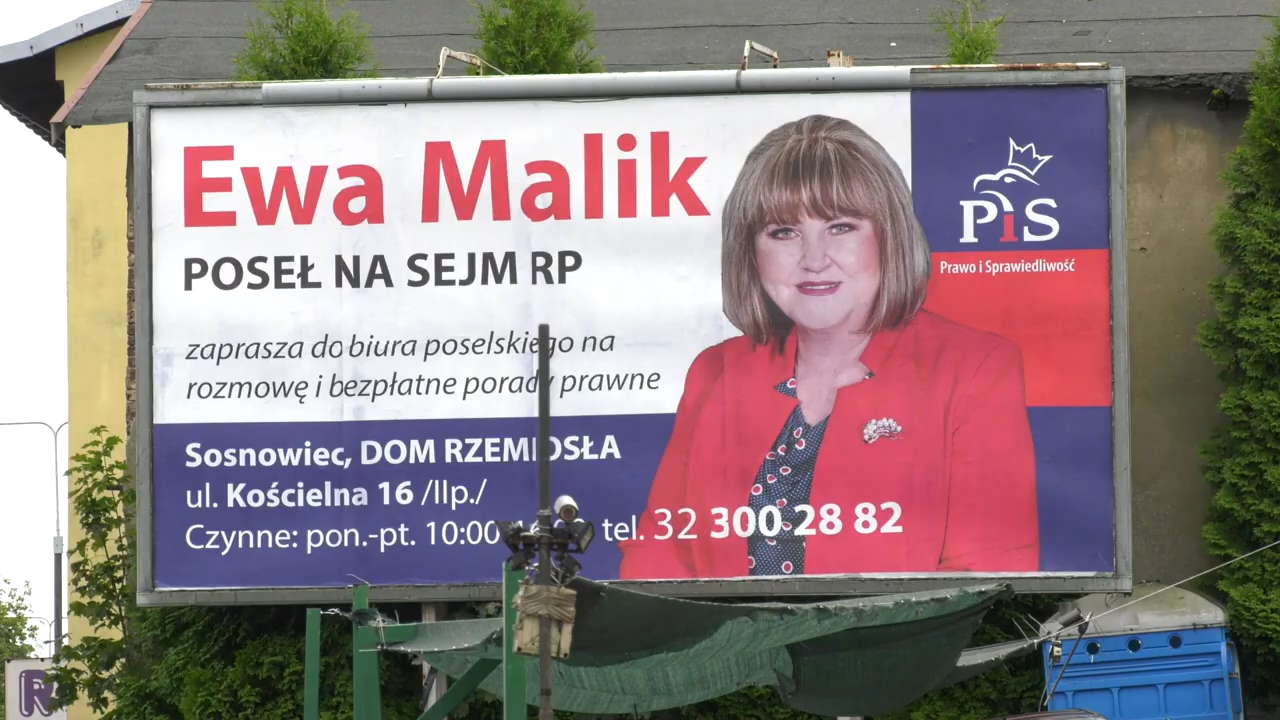 Ewa Malik
POSEŁ NA SEJM RP
zaprasza do biura poselskiego na
rozmowę i bezpłatne porady prawne
Sosnowiec, DOM RZEMIOSŁA
ul. Kościelna 16 /IIp./
Czynne: pon.-pt. 10:00 tel. 32 300 28 82
PiS
Prawo i Sprawiedliwość